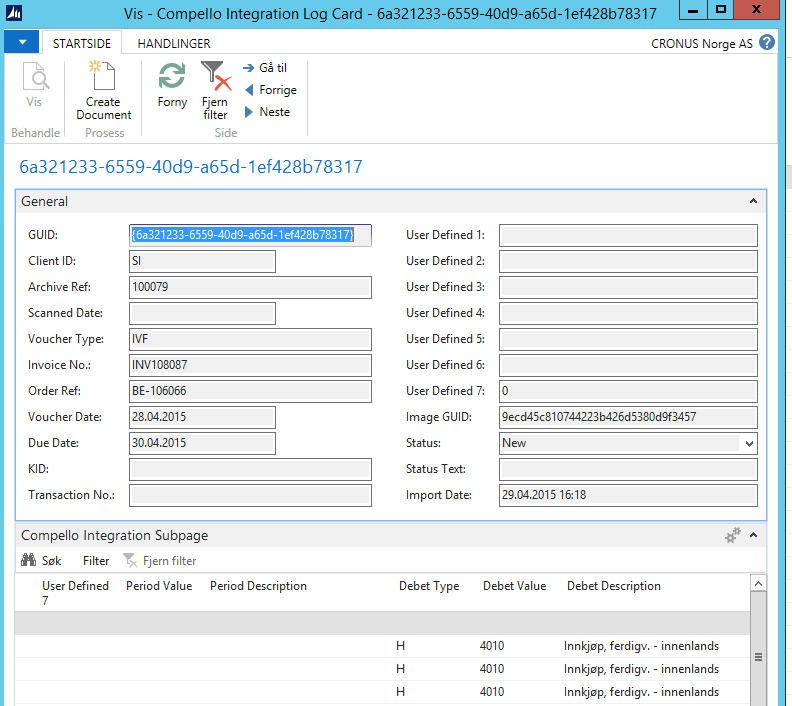 Vis - Compello Integration Log Card - 6a321233-6559-40d9-a65d-1ef428b78317
STARTSIDE HANDLINGER CRONUS Norge AS ?
Vis
Behandle
Create Document
Prosess
Forny
Fjern filter
Gå til
Forrige
Neste
Side
6a321233-6559-40d9-a65d-1ef428b78317
General
GUID: {6a321233-6559-40d9-a65d-1ef428b78317}
Client ID: SI
Archive Ref: 100079
Scanned Date:
Voucher Type: IVF
Invoice No.: INV108087
Order Ref: BE-106066
Voucher Date: 28.04.2015
Due Date: 30.04.2015
KID:
Transaction No.:
User Defined 1:
User Defined 2:
User Defined 3:
User Defined 4:
User Defined 5:
User Defined 6:
User Defined 7: 0
Image GUID: 9ecd45c810744223b426d5380d9f3457
Status: New
Status Text:
Import Date: 29.04.2015 16:18
Compello Integration Subpage
Søk Filter Fjern filter
User Defined 7 Period Value Period Description Debet Type Debet Value Debet Description
H 4010 Innkjøp, ferdigv. - innenlands
H 4010 Innkjøp, ferdigv. - innenlands
H 4010 Innkjøp, ferdigv. - innenlands